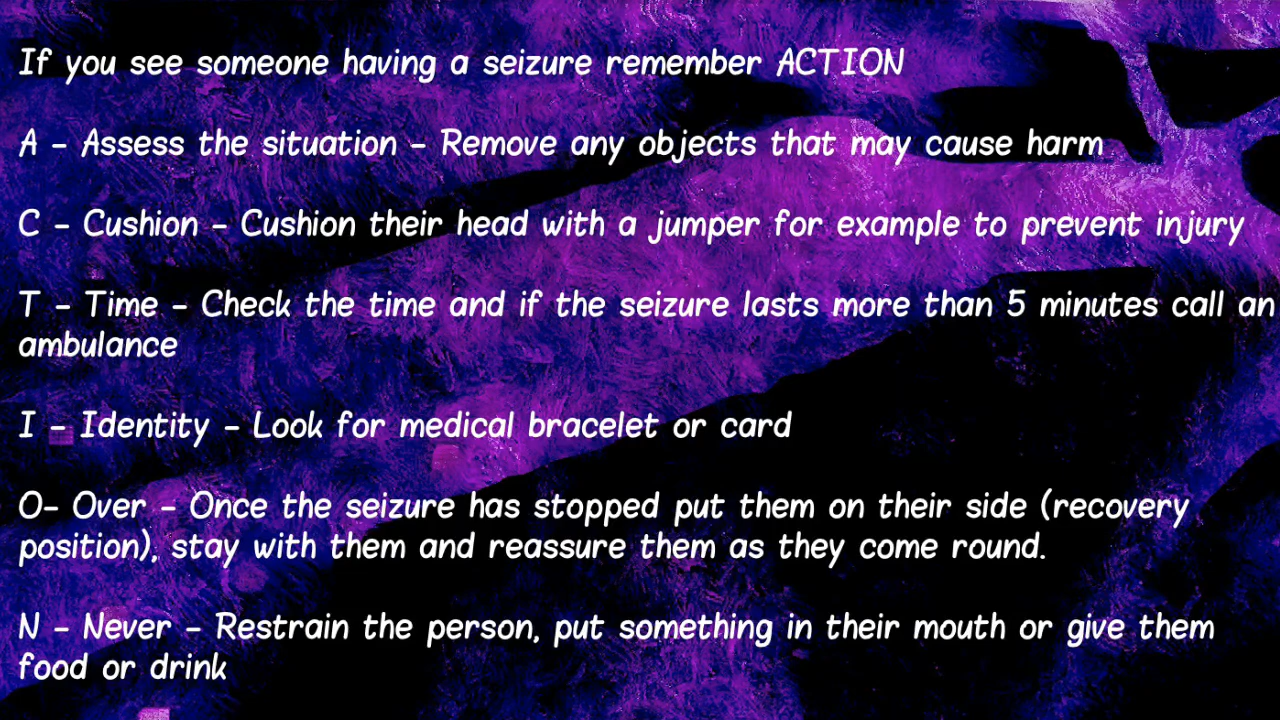 If you see someone having a seizure remember ACTION
A - Assess the situation - Remove any objects that may cause harm
C - Cushion - Cushion their head with a jumper for example to prevent injury
T - Time - Check the time and if the seizure lasts more than 5 minutes call an
ambulance
I - Identity - Look for medical bracelet or card
O- Over - Once the seizure has stopped put them on their side (recovery
position), stay with them and reassure them as they come round.
N - Never - Restrain the person, put something in their mouth or give them
food or drink